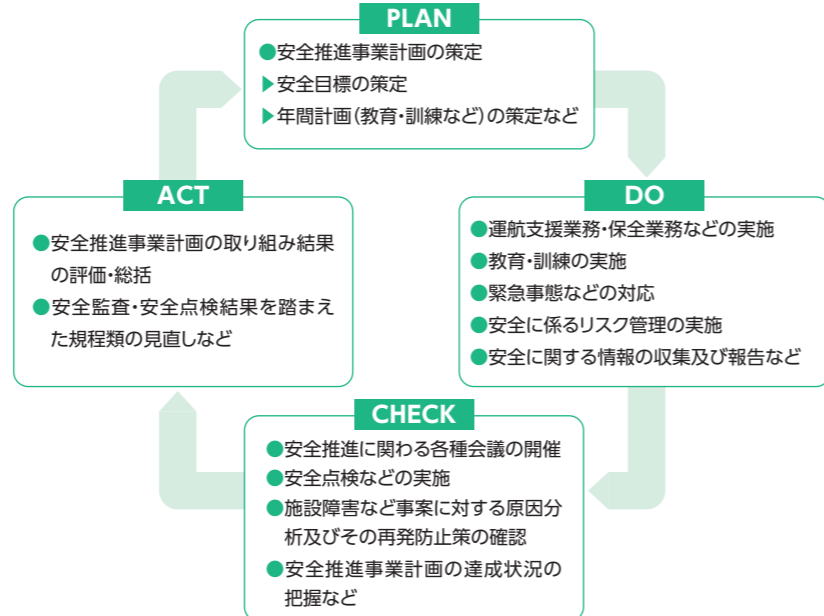 PLAN
●安全推進事業計画の策定
▶安全目標の策定
▶年間計画（教育・訓練など）の策定など
DO
●運航支援業務・保全業務などの実施
●教育・訓練の実施
●緊急事態などの対応
●安全に係るリスク管理の実施
●安全に関する情報の収集及び報告など
CHECK
●安全推進に関わる各種会議の開催
●安全点検などの実施
●施設障害など事案に対する原因分
析及びその再発防止策の確認
●安全推進事業計画の達成状況の
把握など
ACT
●安全推進事業計画の取り組み結果
の評価・総括
●安全監査・安全点検結果を踏まえ
た規程類の見直しなど